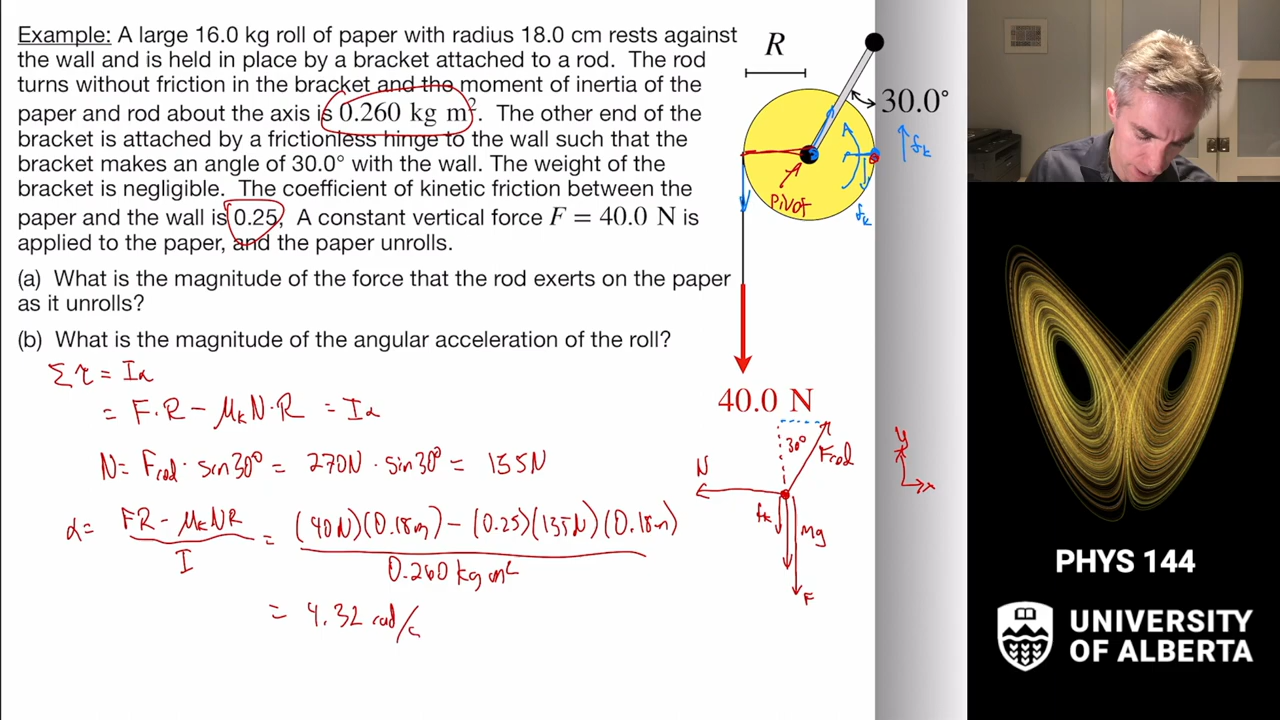 Example: A large 16.0 kg roll of paper with radius 18.0 cm rests against
the wall and is held in place by a bracket attached to a rod. The rod
turns without friction in the bracket and the moment of inertia of the
paper and rod about the axis is 0.260 kg m². The other end of the
bracket is attached by a frictionless hinge to the wall such that the
bracket makes an angle of 30.0° with the wall. The weight of the
bracket is negligible. The coefficient of kinetic friction between the
paper and the wall is 0.25, A constant vertical force F = 40.0 N is
applied to the paper, and the paper unrolls.
(a) What is the magnitude of the force that the rod exerts on the paper
as it unrolls?
(b) What is the magnitude of the angular acceleration of the roll?
R
30.0°
A
fk
fk
Pivot
40.0 N
Στ = Iα
= F·R − μkN·R = Iα
N = Frod · sin30° = 270N · sin30° = 135N
α = (FR − μkNR)/I = ((40N)(0.18m) − (0.25)(135N)(0.18m))/0.260 kg m²
= 4.32 rad/s
30°
Frod
N
fk
mg
F
y
x
PHYS 144
UNIVERSITY
OF ALBERTA